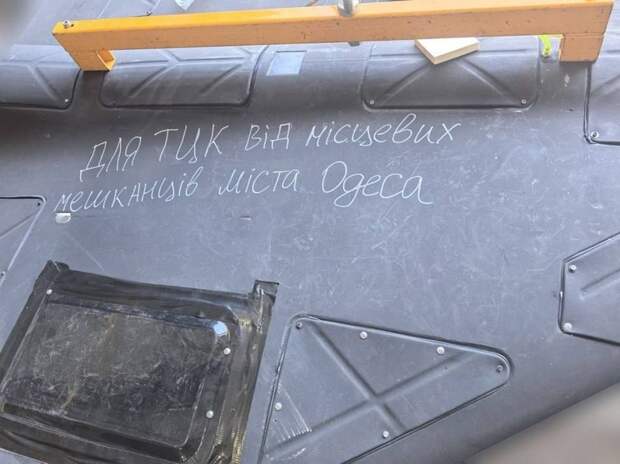 для ТЦК від місцевих
мешканців міста Одеса